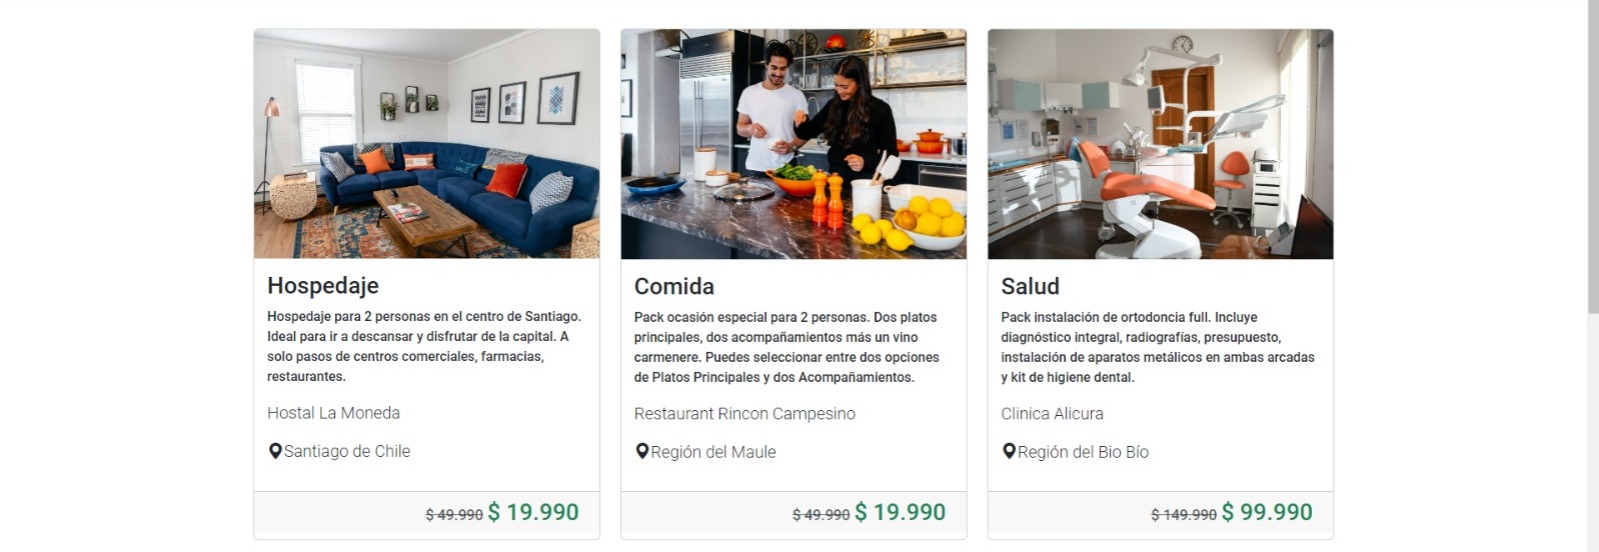 Hospedaje
Hospedaje para 2 personas en el centro de Santiago.
Ideal para ir a descansar y disfrutar de la capital. A
solo pasos de centros comerciales, farmacias,
restaurantes.
Hostal La Moneda
Santiago de Chile
$ 49.990 $ 19.990
Comida
Pack ocasión especial para 2 personas. Dos platos
principales, dos acompañamientos más un vino
carmenere. Puedes seleccionar entre dos opciones
de Platos Principales y dos Acompañamientos.
Restaurant Rincon Campesino
Región del Maule
$ 49.990 $ 19.990
Salud
Pack instalación de ortodoncia full. Incluye
diagnóstico integral, radiografías, presupuesto,
instalación de aparatos metálicos en ambas arcadas
y kit de higiene dental.
Clinica Alicura
Región del Bio Bío
$ 149.990 $ 99.990